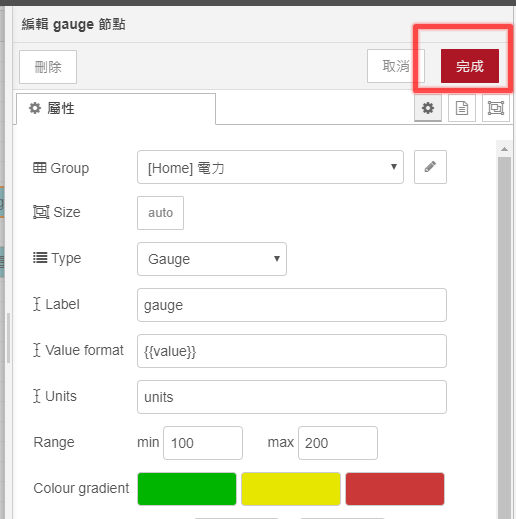 編輯 gauge 節點
刪除 取消 完成
屬性
Group [Home] 電力
Size auto
Type Gauge
Label gauge
Value format {{value}}
Units units
Range min 100 max 200
Colour gradient